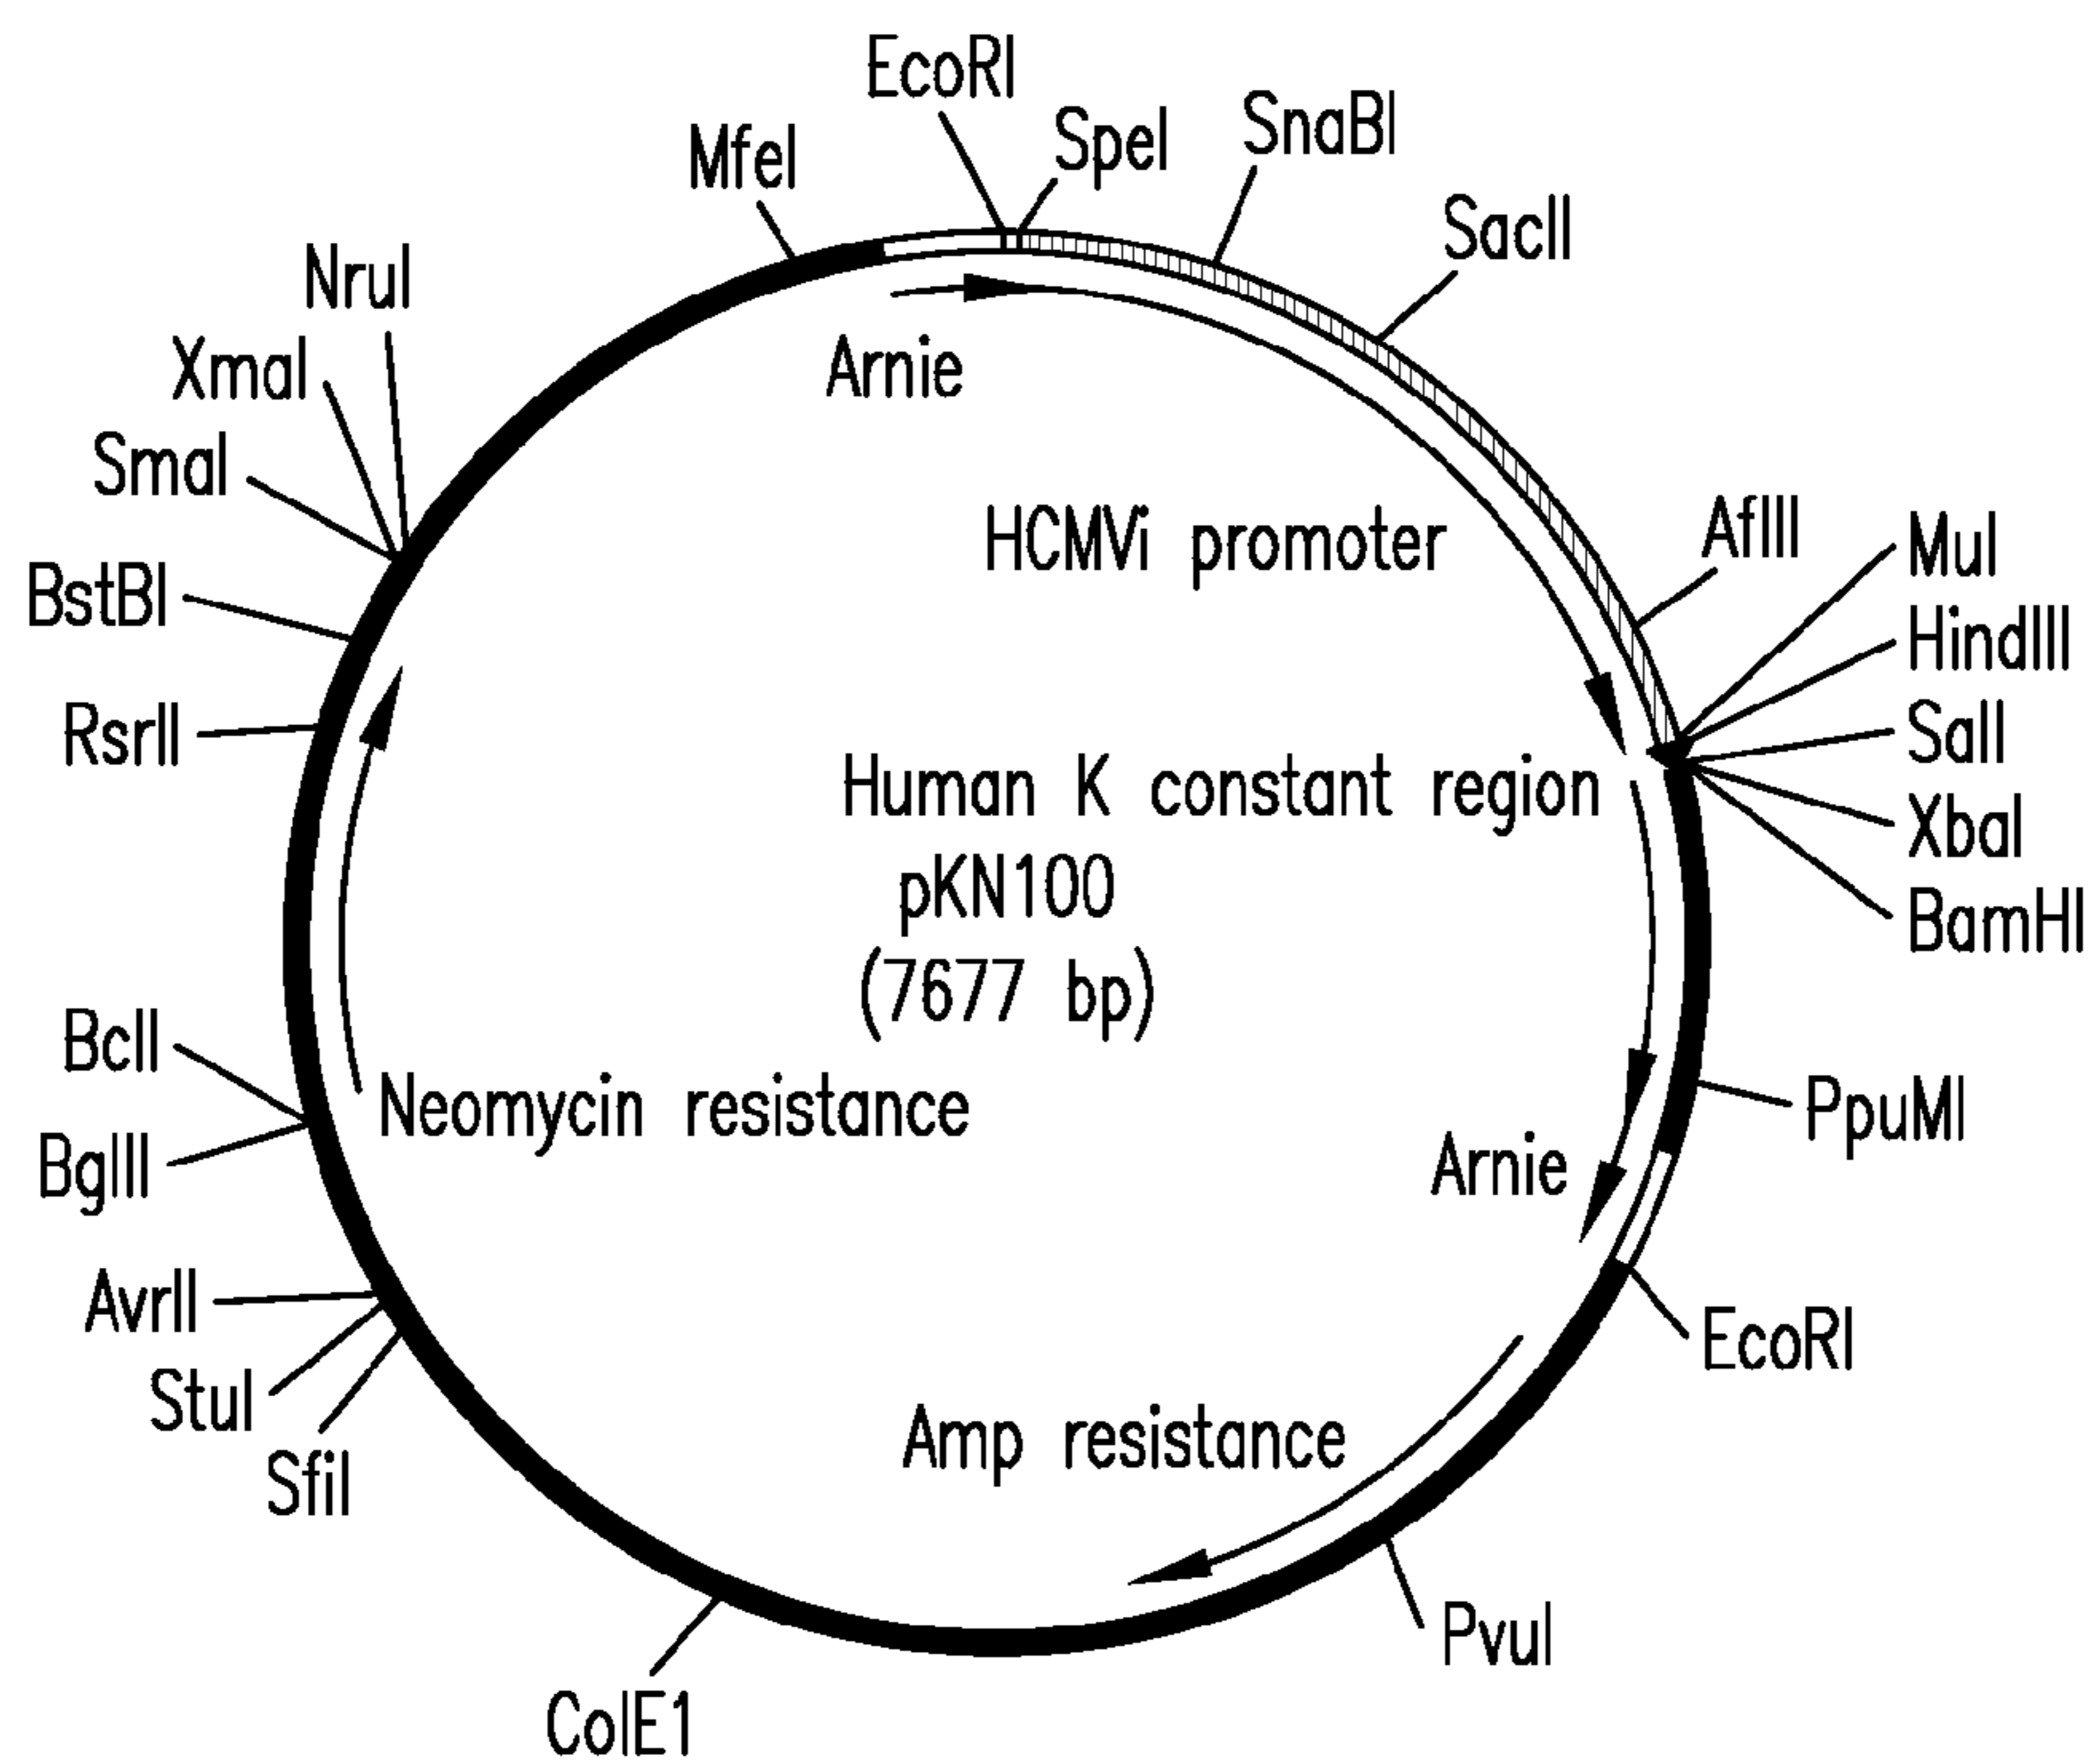 EcoRI
SpeI
SnaBI
MfeI
SacII
NruI
XmaI
Arnie
SmaI
HCMVi promoter
AflII
MuI
BstBI
HindIII
RsrII
SalI
Human K constant region
XbaI
pKN100
BamHI
(7677 bp)
BclI
Neomycin resistance
PpuMI
BglII
Arnie
AvrII
EcoRI
StuI
Amp resistance
SfiI
PvuI
ColE1